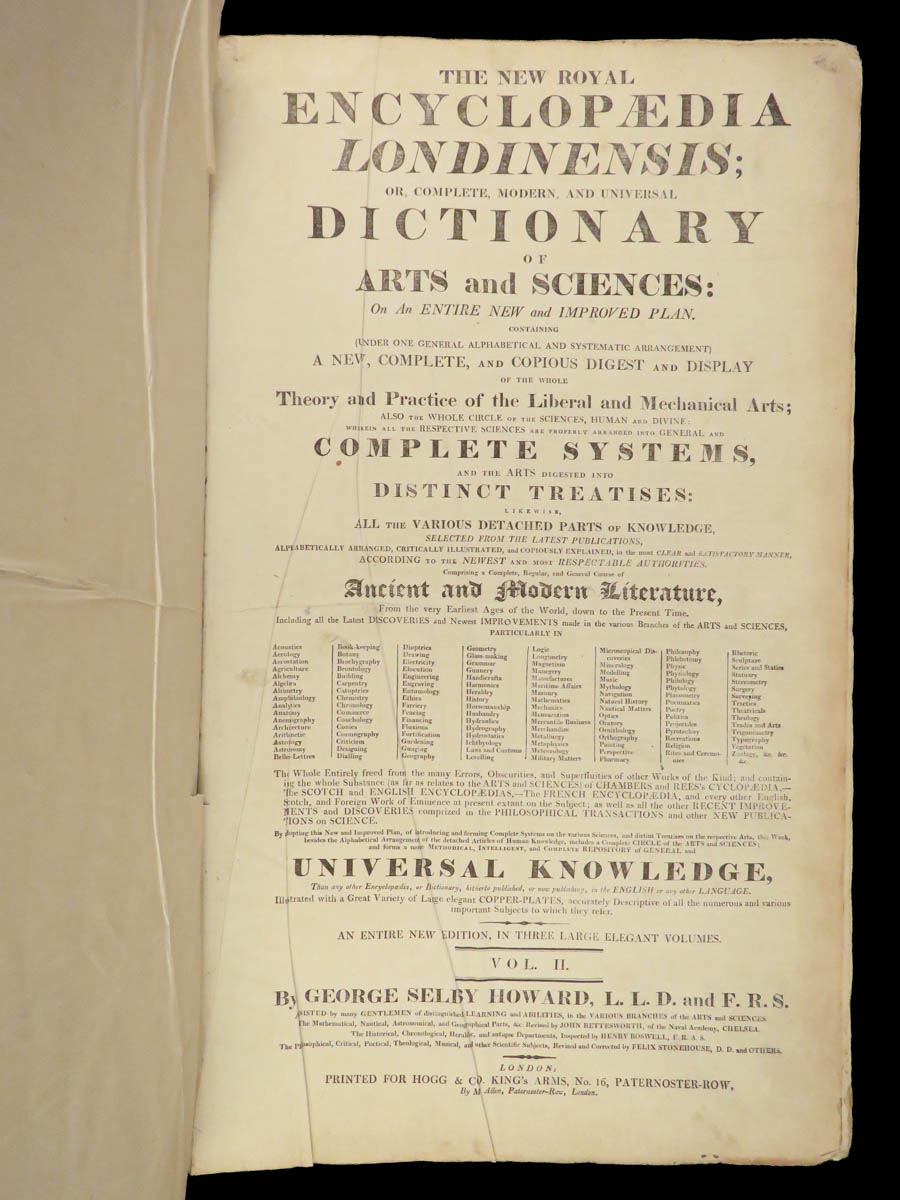 THE NEW ROYAL
ENCYCLOPÆDIA
LONDINENSIS;
OR, COMPLETE, MODERN, AND UNIVERSAL
DICTIONARY
OF
ARTS and SCIENCES:
On An ENTIRE NEW and IMPROVED PLAN.
CONTAINING
(UNDER ONE GENERAL ALPHABETICAL AND SYSTEMATIC ARRANGEMENT)
A NEW, COMPLETE, AND COPIOUS DIGEST AND DISPLAY
OF THE WHOLE
Theory and Practice of the Liberal and Mechanical Arts;
ALSO THE WHOLE CIRCLE OF THE SCIENCES, HUMAN AND DIVINE:
WHEREIN ALL THE RESPECTIVE SCIENCES ARE PROPERLY ARRANGED INTO GENERAL AND
COMPLETE SYSTEMS,
AND THE ARTS DIGESTED INTO
DISTINCT TREATISES:
LIKEWISE,
ALL THE VARIOUS DETACHED PARTS OF KNOWLEDGE,
SELECTED FROM THE LATEST PUBLICATIONS,
ALPHABETICALLY ARRANGED, CRITICALLY ILLUSTRATED, and COPIOUSLY EXPLAINED, in the most CLEAR and SATISFACTORY MANNER,
ACCORDING TO THE NEWEST AND MOST RESPECTABLE AUTHORITIES.
Comprising a Complete, Regular, and General Course of
Ancient and Modern Literature,
From the very Earliest Ages of the World, down to the Present Time.
Including all the Latest DISCOVERIES and Newest IMPROVEMENTS made in the various Branches of the ARTS and SCIENCES,
PARTICULARLY IN
Acoustics
Aerology
Aerostation
Agriculture
Alchemy
Algebra
Altimetry
Amphibiology
Analytics
Anatomy
Anemography
Architecture
Arithmetic
Astrology
Astronomy
Belles-Lettres
Book-keeping
Botany
Brachygraphy
Brontology
Building
Carpentry
Catoptrics
Chemistry
Chronology
Commerce
Conchology
Conics
Cosmography
Criticism
Designing
Dialling
Dioptrics
Drawing
Electricity
Elocution
Engineering
Engraving
Entomology
Ethics
Farriery
Fencing
Financing
Fluxions
Fortification
Gardening
Gauging
Geography
Geometry
Glass-making
Grammar
Gunnery
Handicrafts
Harmonics
Heraldry
History
Horsemanship
Husbandry
Hydraulics
Hydrography
Hydrostatics
Ichthyology
Laws and Customs
Levelling
Logic
Longimetry
Magnetism
Manegery
Manufactures
Maritime Affairs
Masonry
Mathematics
Mechanics
Mensuration
Mercantile Business
Merchandize
Metallurgy
Metaphysics
Meteorology
Military Matters
Microscopical Dis-
coveries
Mineralogy
Modelling
Music
Mythology
Navigation
Natural History
Nautical Matters
Optics
Oratory
Ornithology
Orthography
Painting
Perspective
Pharmacy
Philosophy
Phlebotomy
Physic
Physiology
Philology
Phytology
Planometry
Pneumatics
Poetry
Politics
Projectiles
Pyrotechny
Recreations
Religion
Rites and Ceremo-
nies
Rhetoric
Sculpture
Series and Statics
Statuary
Stereometry
Surgery
Surveying
Tactics
Theatricals
Theology
Trades and Arts
Trigonometry
Typography
Vegetation
Zoology, &c. &c.
&c.
The Whole Entirely freed from the many Errors, Obscurities, and Superfluities of other Works of the Kind; and contain-
ing the whole Substance (as far as relates to the ARTS and SCIENCES) of CHAMBERS and REES's CYCLOPÆDIA,—
The SCOTCH and ENGLISH ENCYCLOPÆDIAS,—The FRENCH ENCYCLOPÆDIA, and every other English,
Scotch, and Foreign Work of Eminence at present extant on the Subject; as well as all the other RECENT IMPROVE-
MENTS and DISCOVERIES comprized in the PHILOSOPHICAL TRANSACTIONS and other NEW PUBLICA-
TIONS on SCIENCE.
By adopting this New and Improved Plan, of introducing and forming Complete Systems on the various Sciences, and distinct Treatises on the respective Arts, this Work,
besides the Alphabetical Arrangement of the detached Articles of Human Knowledge, includes a Complete CIRCLE of the ARTS and SCIENCES;
and forms a more METHODICAL, INTELLIGENT, and COMPLETE REPOSITORY of GENERAL and
UNIVERSAL KNOWLEDGE,
Than any other Encyclopædia, or Dictionary, hitherto published, or now publishing, in the ENGLISH or any other LANGUAGE.
Illustrated with a Great Variety of Large elegant COPPER-PLATES, accurately Descriptive of all the numerous and various
important Subjects to which they refer.
AN ENTIRE NEW EDITION, IN THREE LARGE ELEGANT VOLUMES.
VOL. II.
By GEORGE SELBY HOWARD, L. L. D. and F. R. S.
ASSISTED by many GENTLEMEN of distinguished LEARNING and ABILITIES, in the VARIOUS BRANCHES of the ARTS and SCIENCES.
The Mathematical, Nautical, Astronomical, and Geographical Parts, &c. Revised by JOHN BETTESWORTH, of the Naval Academy, CHELSEA.
The Historical, Chronological, Heraldic, and antique Departments, Inspected by HENRY BOSWELL, F. R. A. S.
The Philosophical, Critical, Poetical, Theological, Musical, and other Scientific Subjects, Revised and Corrected by FELIX STONEHOUSE, D. D. and OTHERS.
LONDON:
PRINTED FOR HOGG & CO. KING's ARMS, No. 16, PATERNOSTER-ROW,
By M. Allen, Paternoster-Row, London.